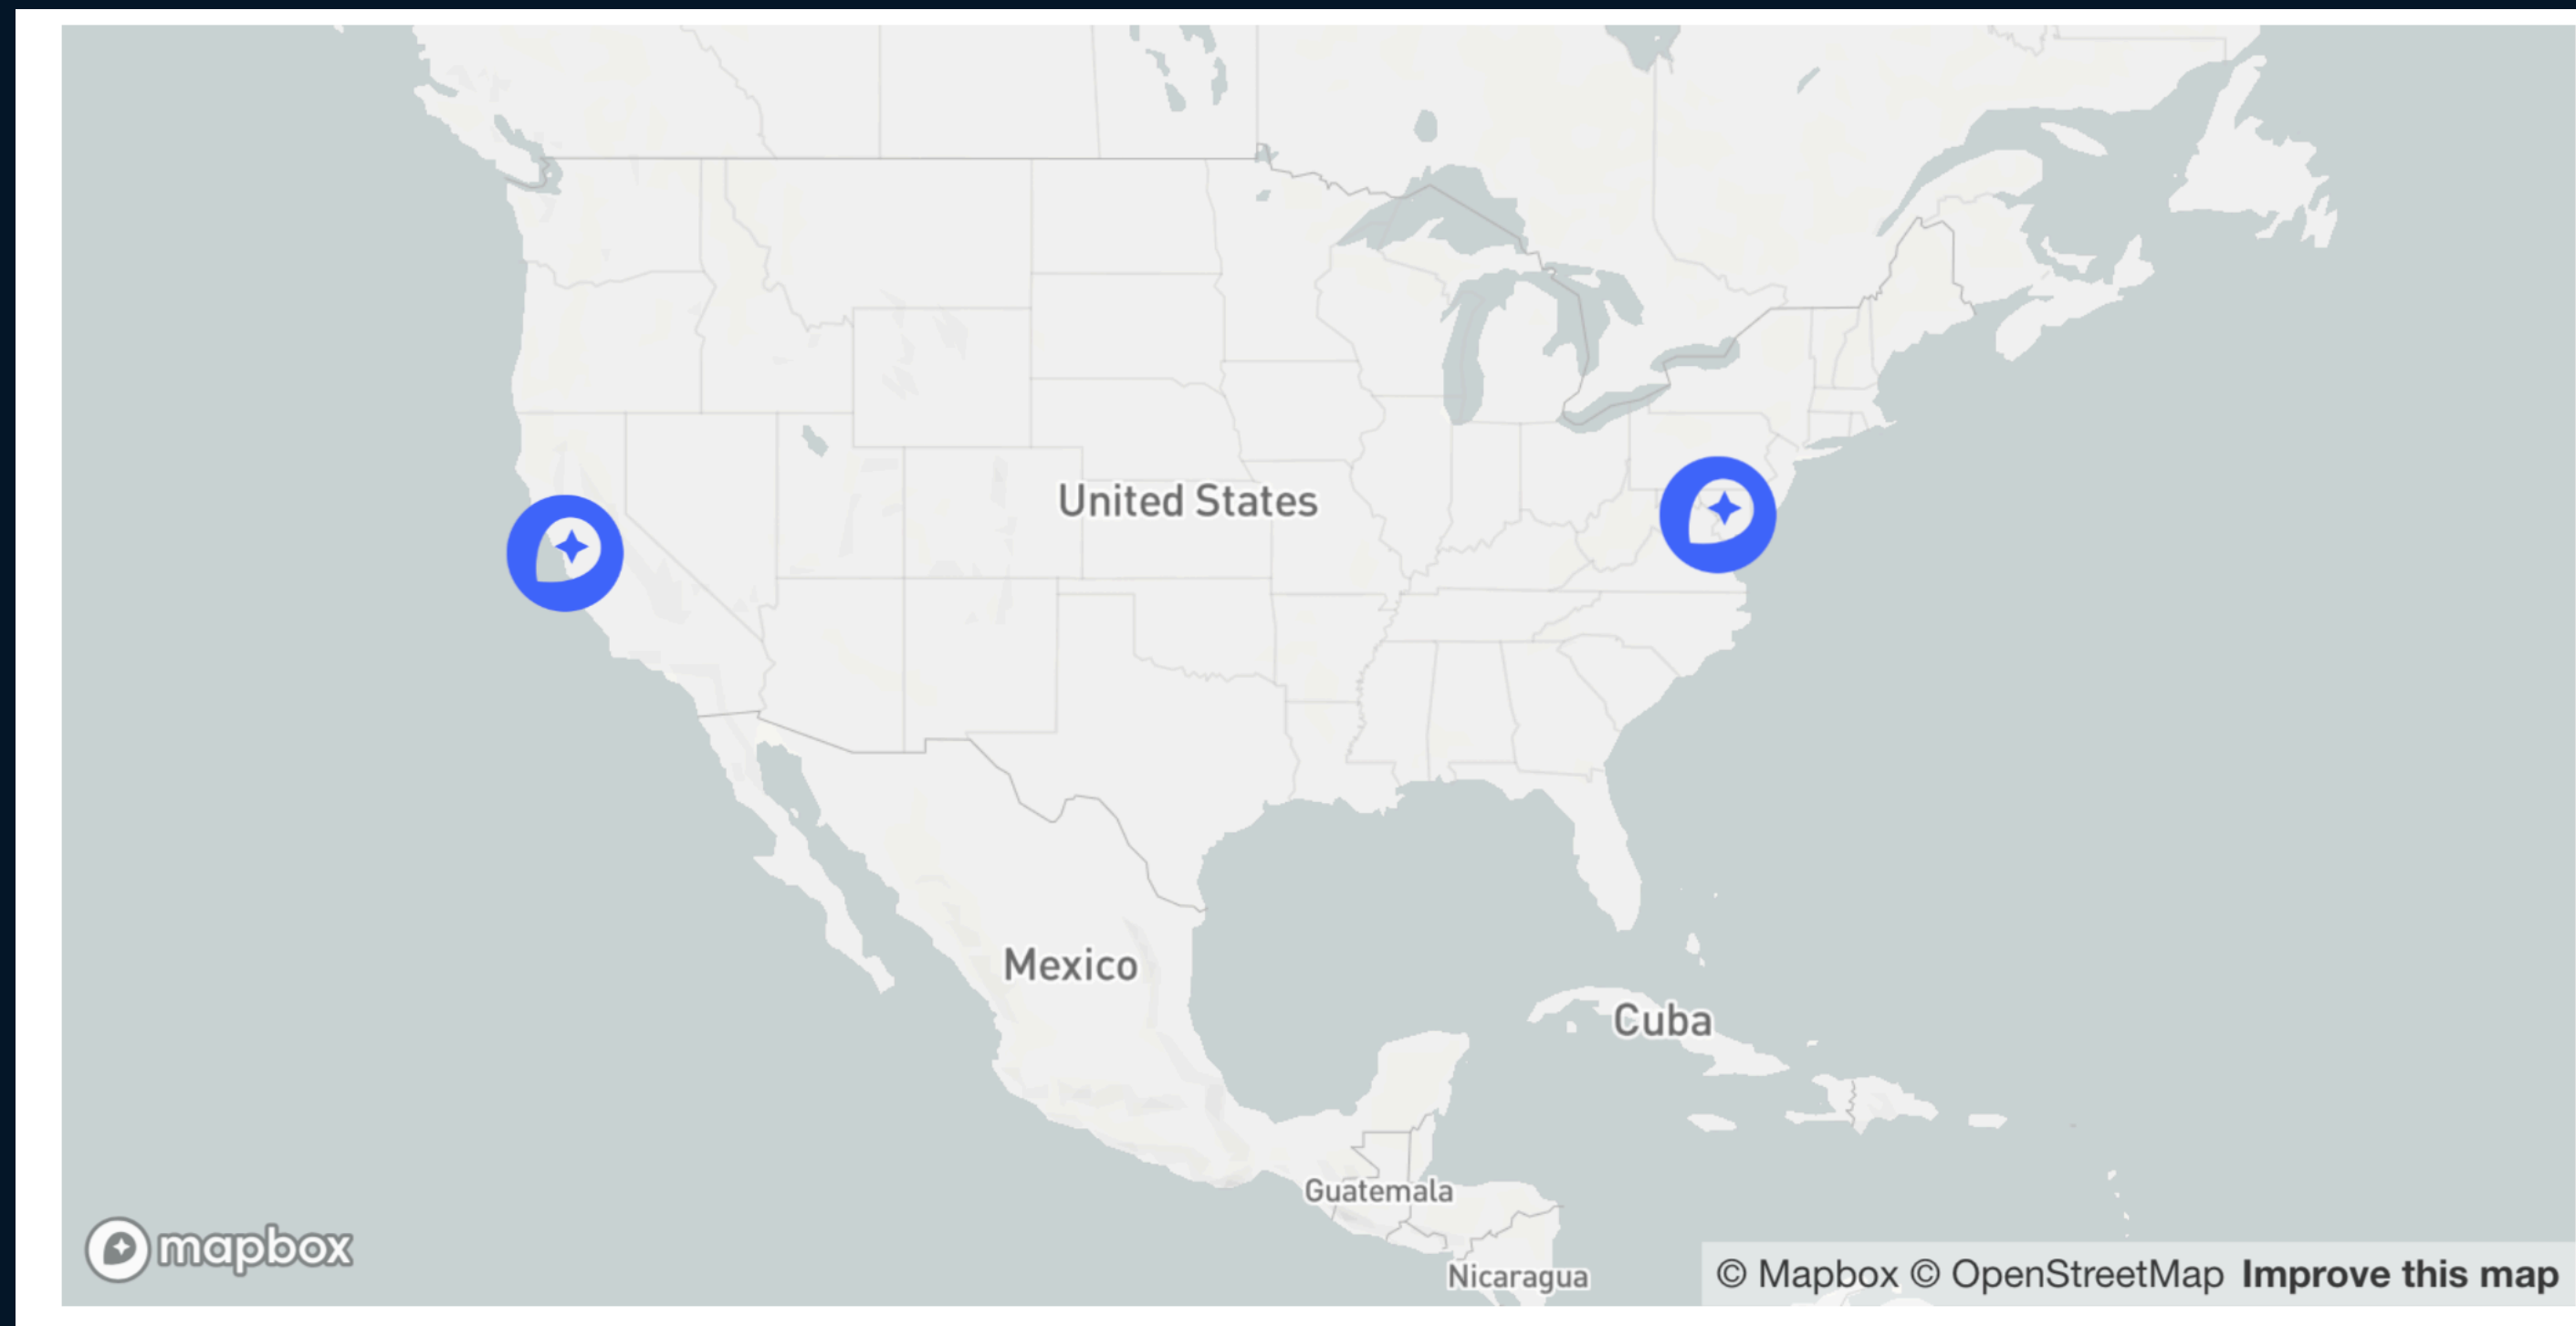 United States
Mexico
Cuba
Guatemala
Nicaragua
mapbox
© Mapbox © OpenStreetMap Improve this map